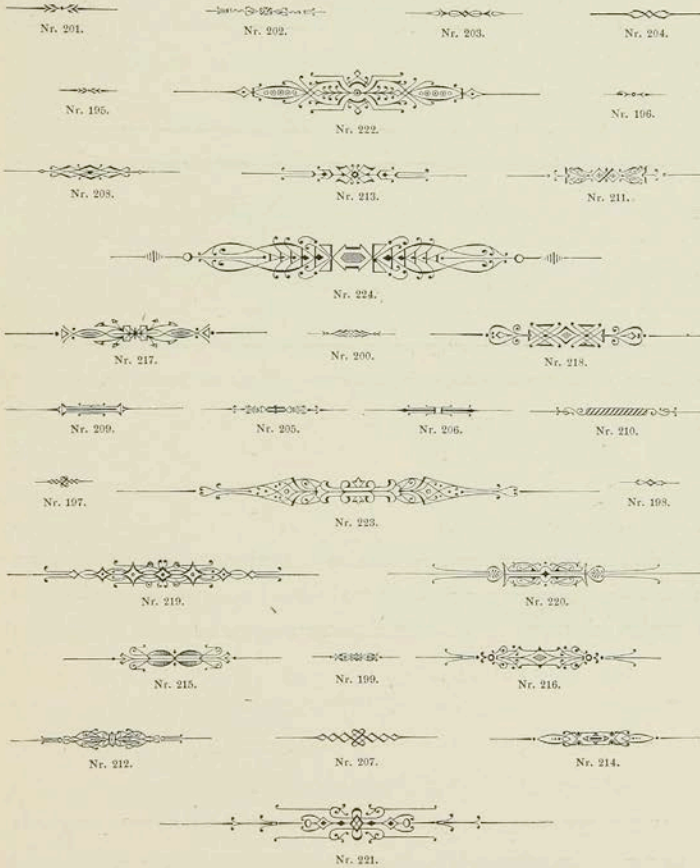 Nr. 201. Nr. 202. Nr. 203. Nr. 204.
Nr. 195. Nr. 222. Nr. 196.
Nr. 208. Nr. 213. Nr. 211.
Nr. 224.
Nr. 217. Nr. 200. Nr. 218.
Nr. 209. Nr. 205. Nr. 206. Nr. 210.
Nr. 197. Nr. 223. Nr. 198.
Nr. 219. Nr. 220.
Nr. 215. Nr. 199. Nr. 216.
Nr. 212. Nr. 207. Nr. 214.
Nr. 221.